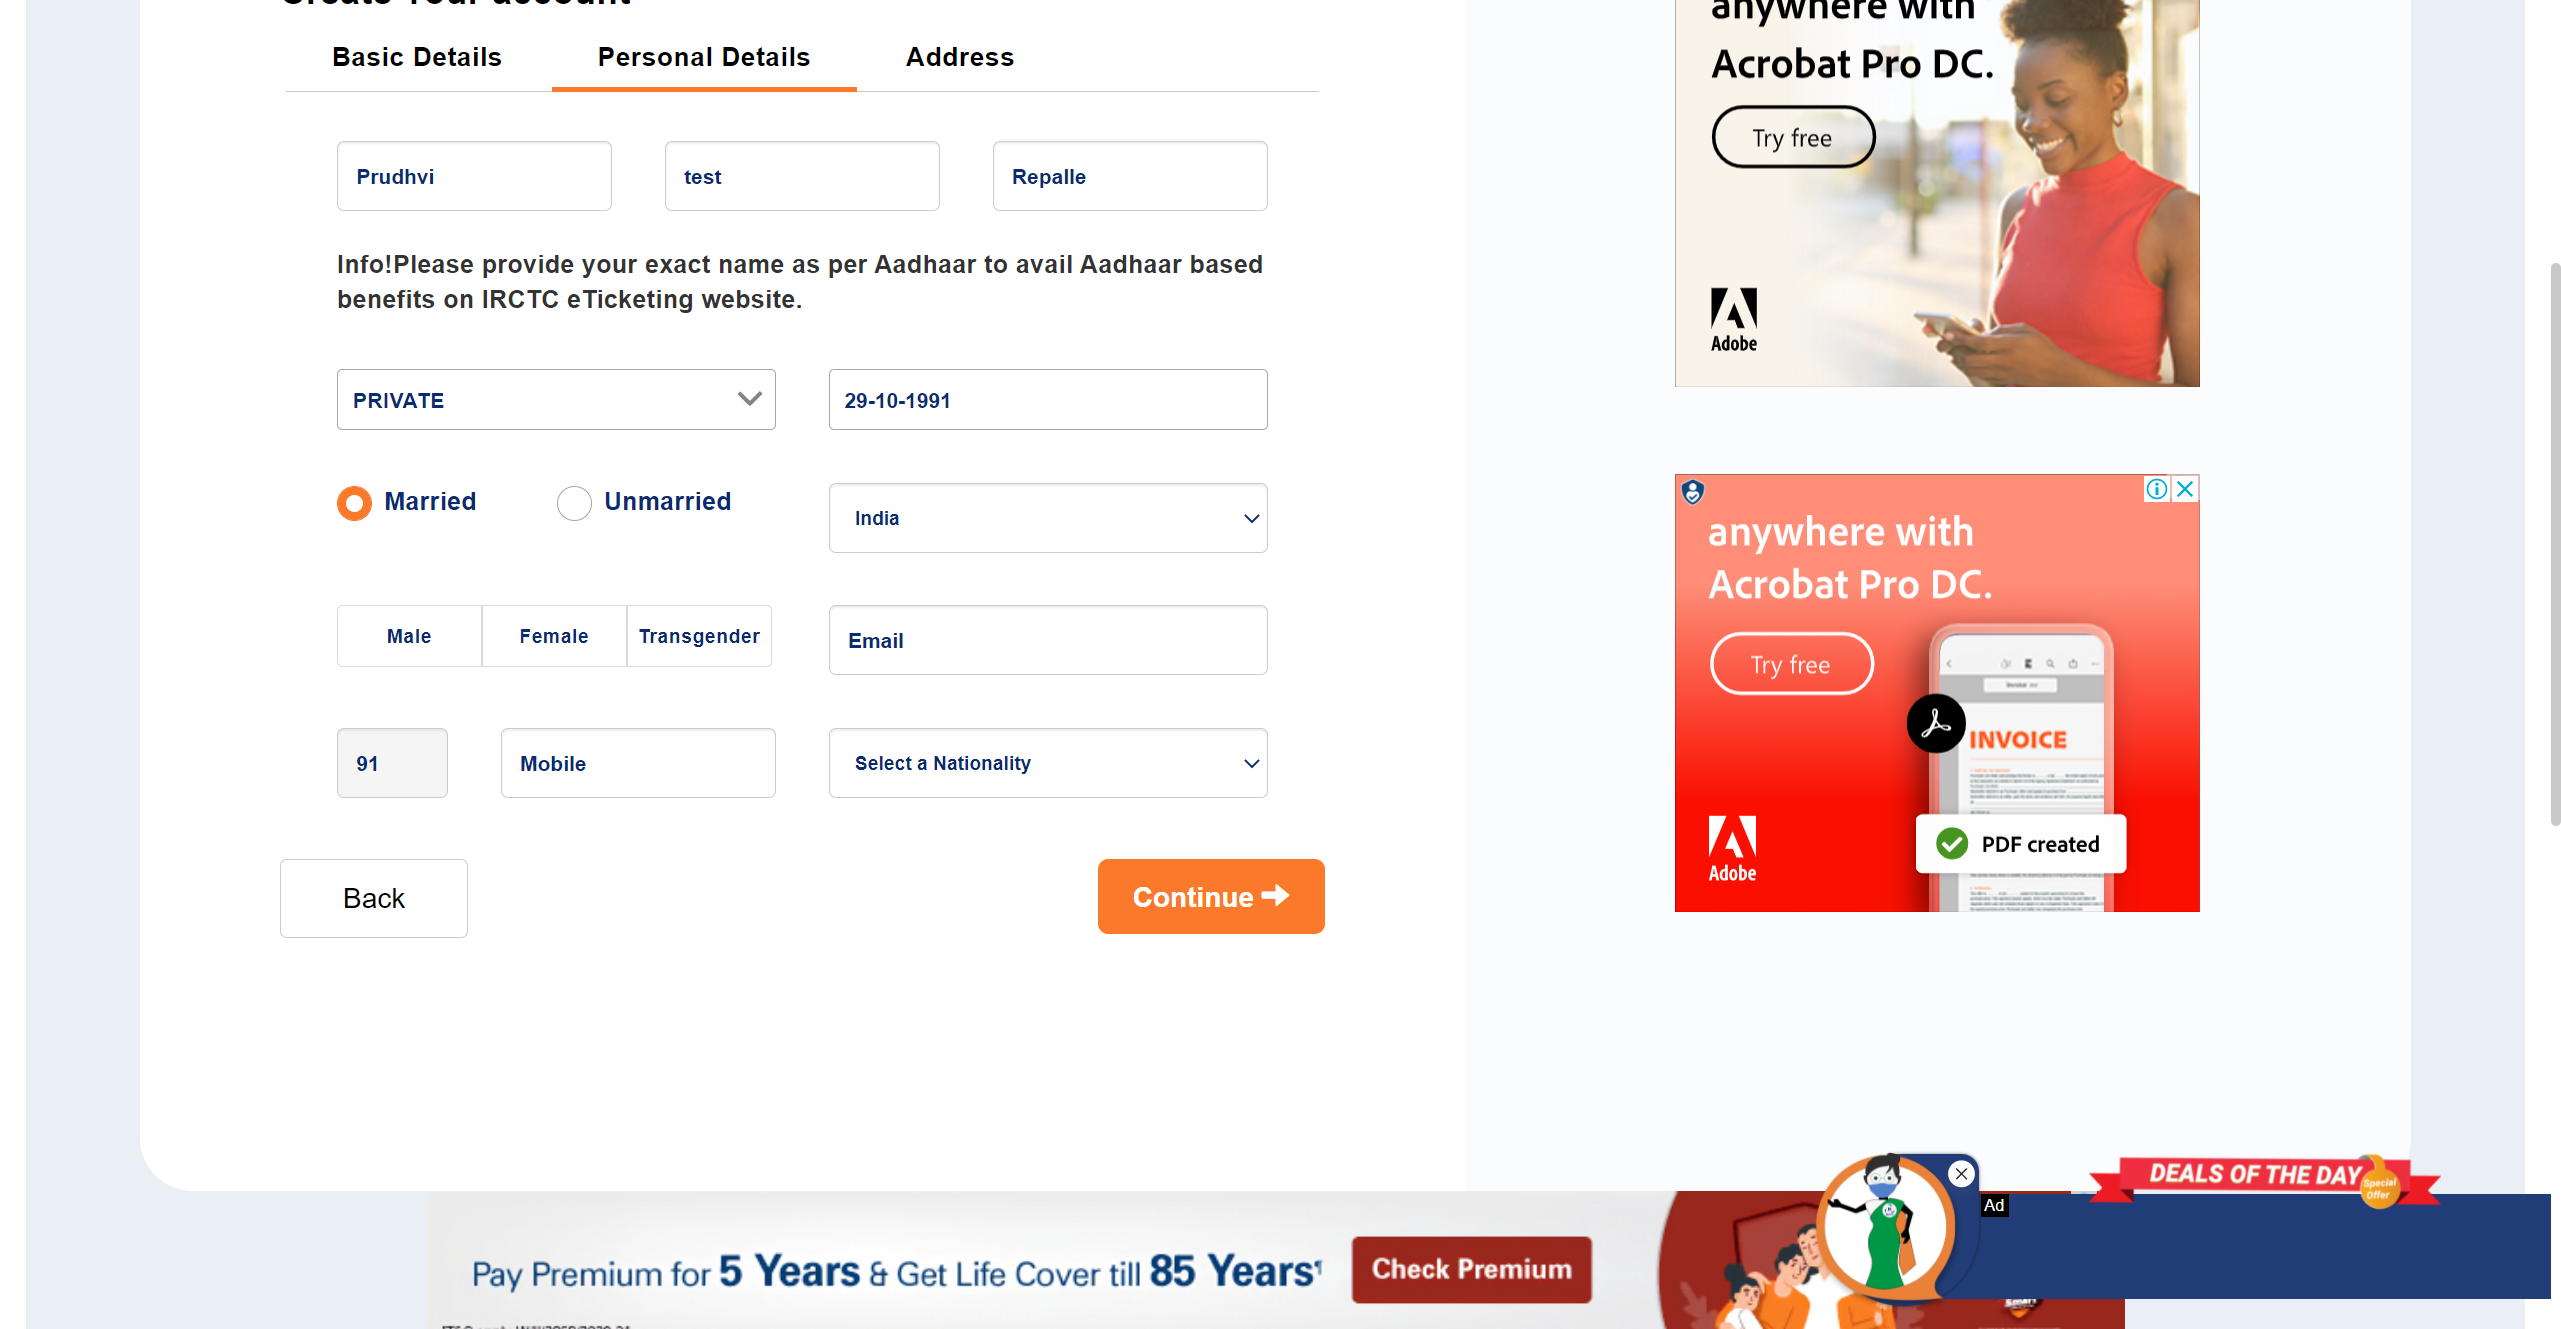 Create Your account
Basic Details
Personal Details
Address
Prudhvi
test
Repalle
Info!Please provide your exact name as per Aadhaar to avail Aadhaar based
benefits on IRCTC eTicketing website.
PRIVATE
29-10-1991
Married
Unmarried
India
Male
Female
Transgender
Email
91
Mobile
Select a Nationality
Back
Continue
anywhere with
Acrobat Pro DC.
Try free
Adobe
anywhere with
Acrobat Pro DC.
Try free
INVOICE
PDF created
Adobe
DEALS OF THE DAY
Special
Offer
Ad
Pay Premium for 5 Years & Get Life Cover till 85 Years
Check Premium